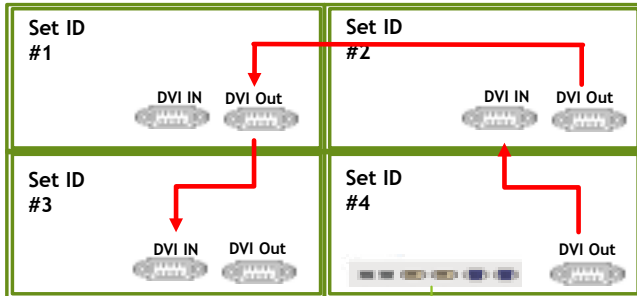 Set ID
#1
DVI IN DVI Out
Set ID
#2
DVI IN DVI Out
Set ID
#3
DVI IN DVI Out
Set ID
#4
DVI Out